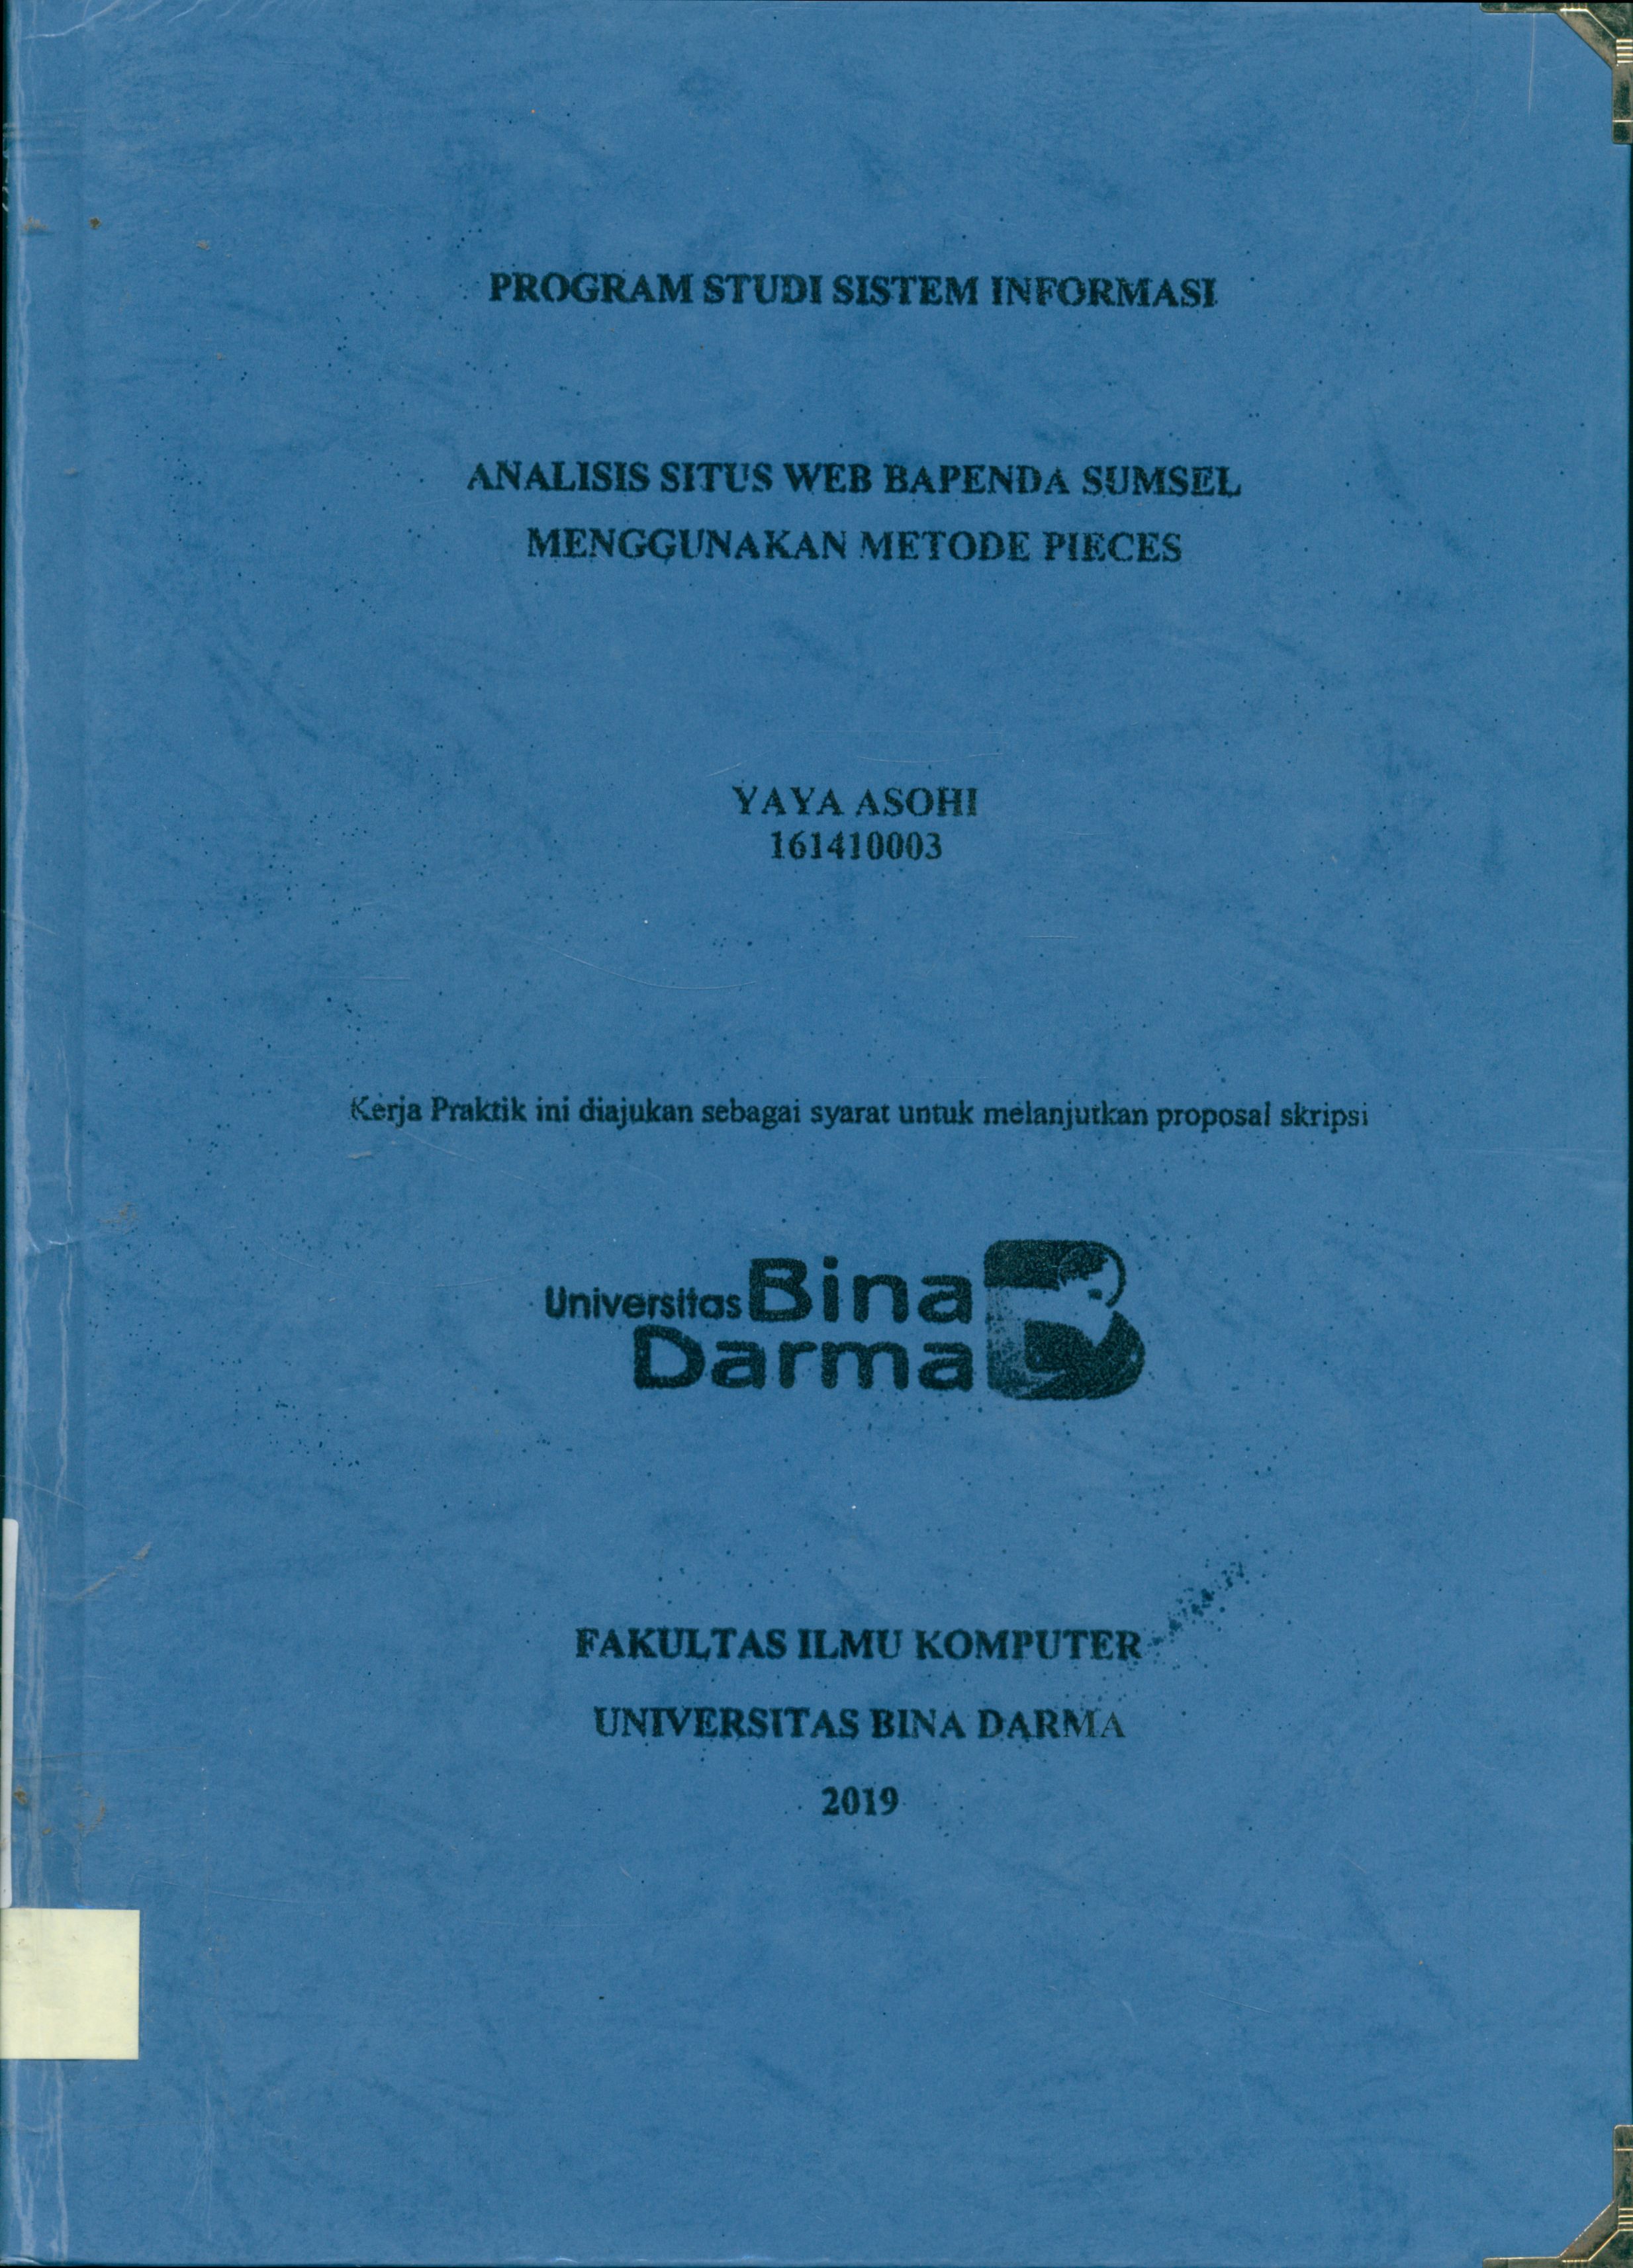 PROGRAM STUDI SISTEM INFORMASI
ANALISIS SITUS WEB BAPENDA SUMSEL
MENGGUNAKAN METODE PIECES
YAYA ASOHI
161410003
Kerja Praktik ini diajukan sebagai syarat untuk melanjutkan proposal skripsi
Universitas Bina
Darma
FAKULTAS ILMU KOMPUTER
UNIVERSITAS BINA DARMA
2019